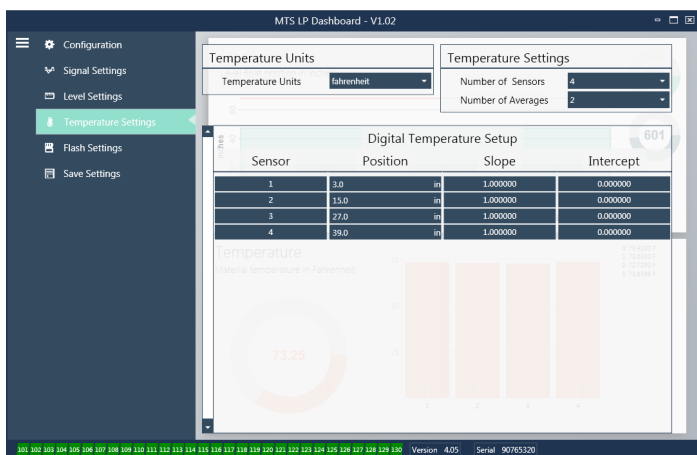 MTS LP Dashboard - V1.02
Configuration
Signal Settings
Level Settings
Temperature Settings
Flash Settings
Save Settings
Temperature Units
Temperature Units fahrenheit
Temperature Settings
Number of Sensors 4
Number of Averages 2
601
Digital Temperature Setup
Sensor Position Slope Intercept
1 3.0 in 1.000000 0.000000
2 15.0 in 1.000000 0.000000
3 27.0 in 1.000000 0.000000
4 39.0 in 1.000000 0.000000
Temperature
Material temperature in Fahrenheit
73.25
1 2 3 4
101 102 103 104 105 106 107 108 109 110 111 112 113 114 115 116 117 118 119 120 121 122 123 124 125 126 127 128 129 130 Version 4.05 Serial 90765320